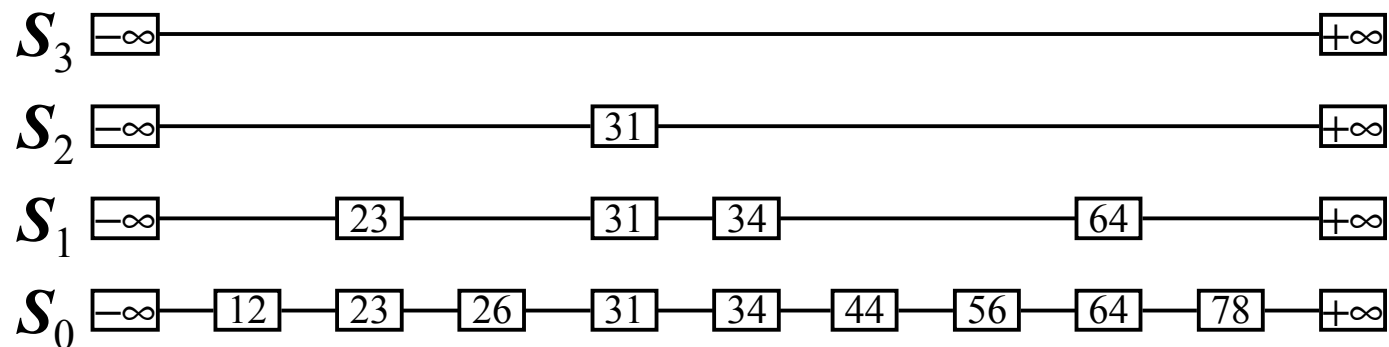 S₃ −∞ +∞
S₂ −∞ 31 +∞
S₁ −∞ 23 31 34 64 +∞
S₀ −∞ 12 23 26 31 34 44 56 64 78 +∞